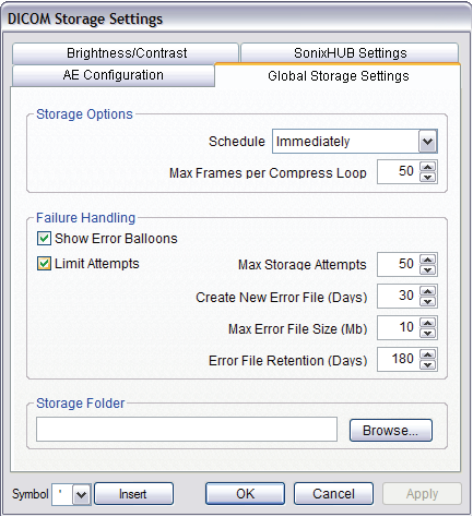 DICOM Storage Settings
Brightness/Contrast SonixHUB Settings
AE Configuration Global Storage Settings
Storage Options
Schedule Immediately
Max Frames per Compress Loop 50
Failure Handling
Show Error Balloons
Limit Attempts Max Storage Attempts 50
Create New Error File (Days) 30
Max Error File Size (Mb) 10
Error File Retention (Days) 180
Storage Folder
Browse...
Symbol ' Insert OK Cancel Apply